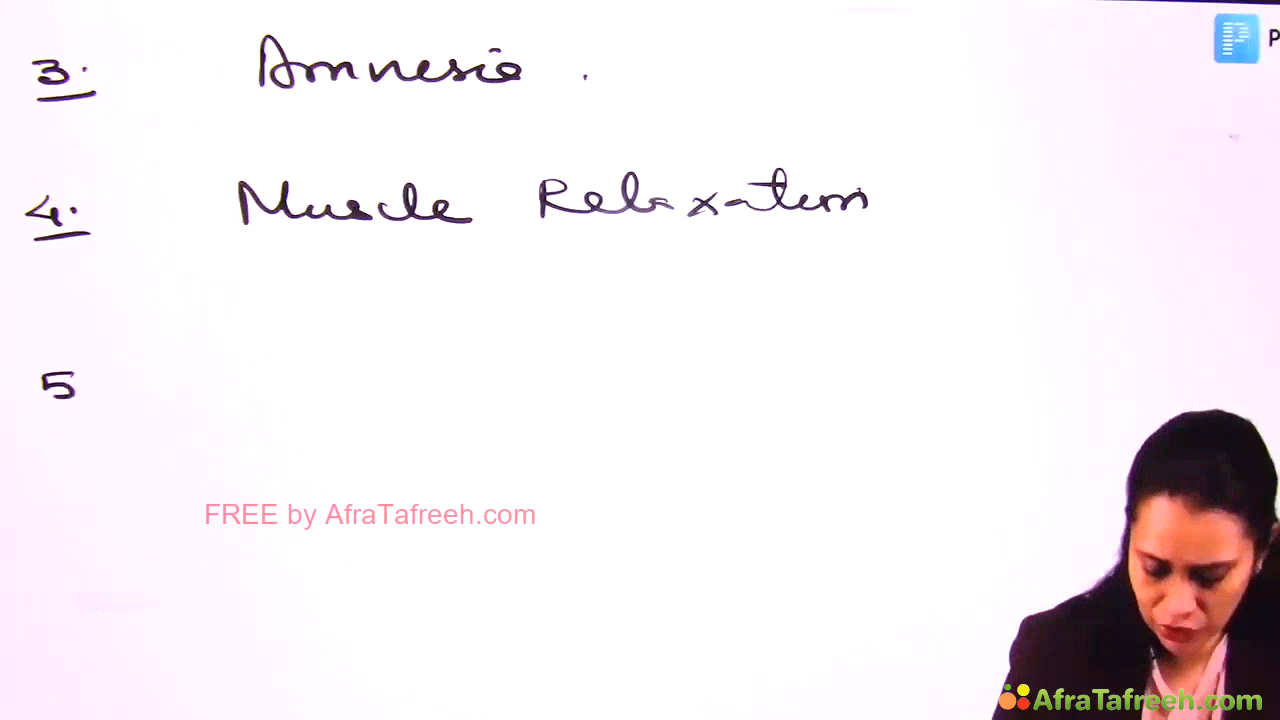 P
3. Amnesia .
4. Muscle Relaxation
5
FREE by AfraTafreeh.com
AfraTafreeh.com